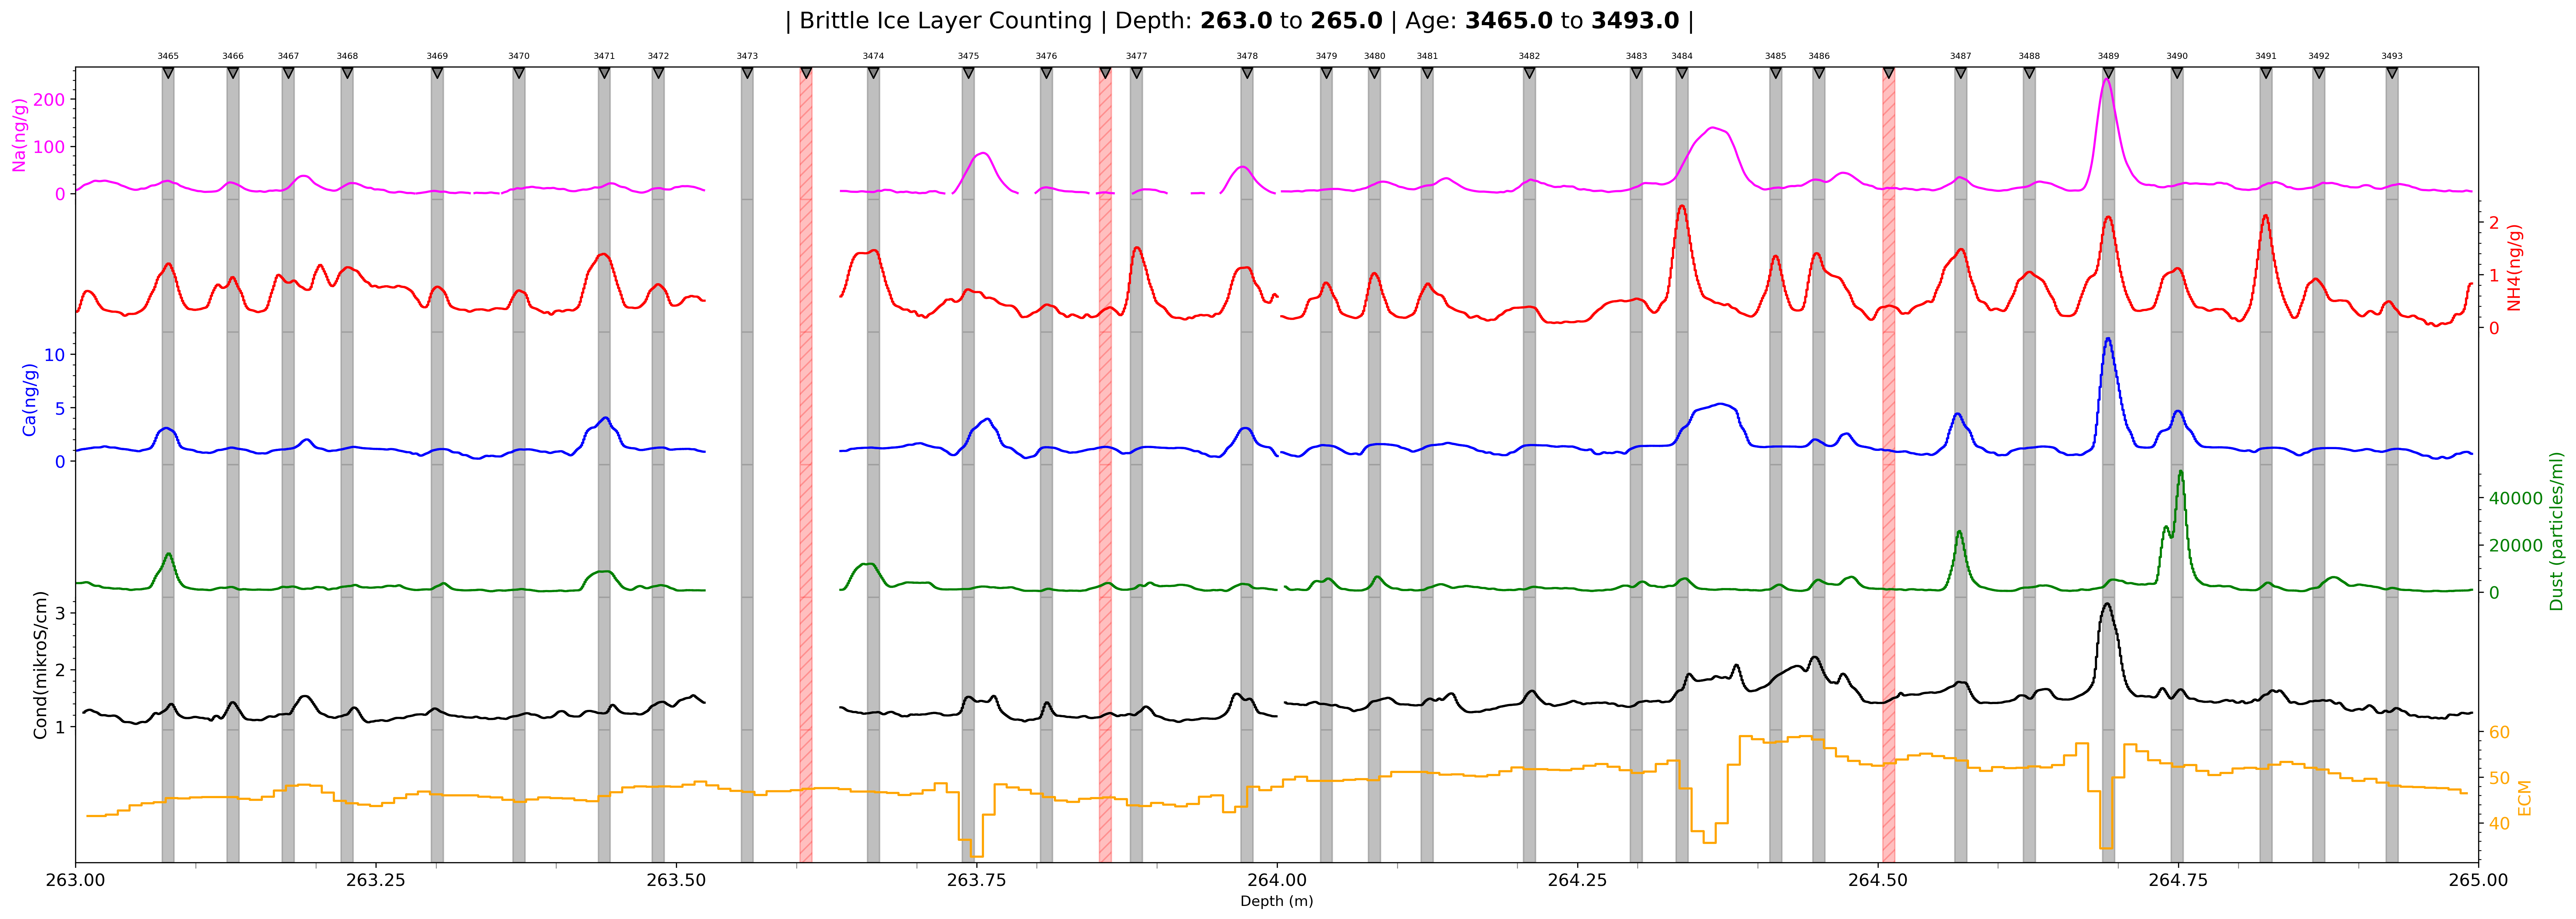 | Brittle Ice Layer Counting | Depth: 263.0 to 265.0 | Age: 3465.0 to 3493.0 |
3465 3466 3467 3468 3469 3470 3471 3472 3473 3474 3475 3476 3477 3478 3479 3480 3481 3482 3483 3484 3485 3486 3487 3488 3489 3490 3491 3492 3493
Na(ng/g)
200
100
0
NH4(ng/g)
2
1
0
Ca(ng/g)
10
5
0
Dust (particles/ml)
40000
20000
0
Cond(mikroS/cm)
3
2
1
ECM
60
50
40
263.00 263.25 263.50 263.75 264.00 264.25 264.50 264.75 265.00
Depth (m)